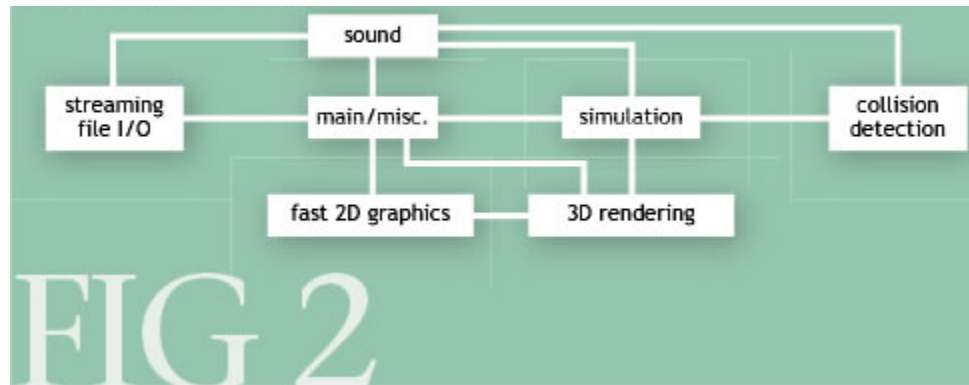 sound
streaming
file I/O
main/misc.
simulation
collision
detection
fast 2D graphics
3D rendering
FIG 2